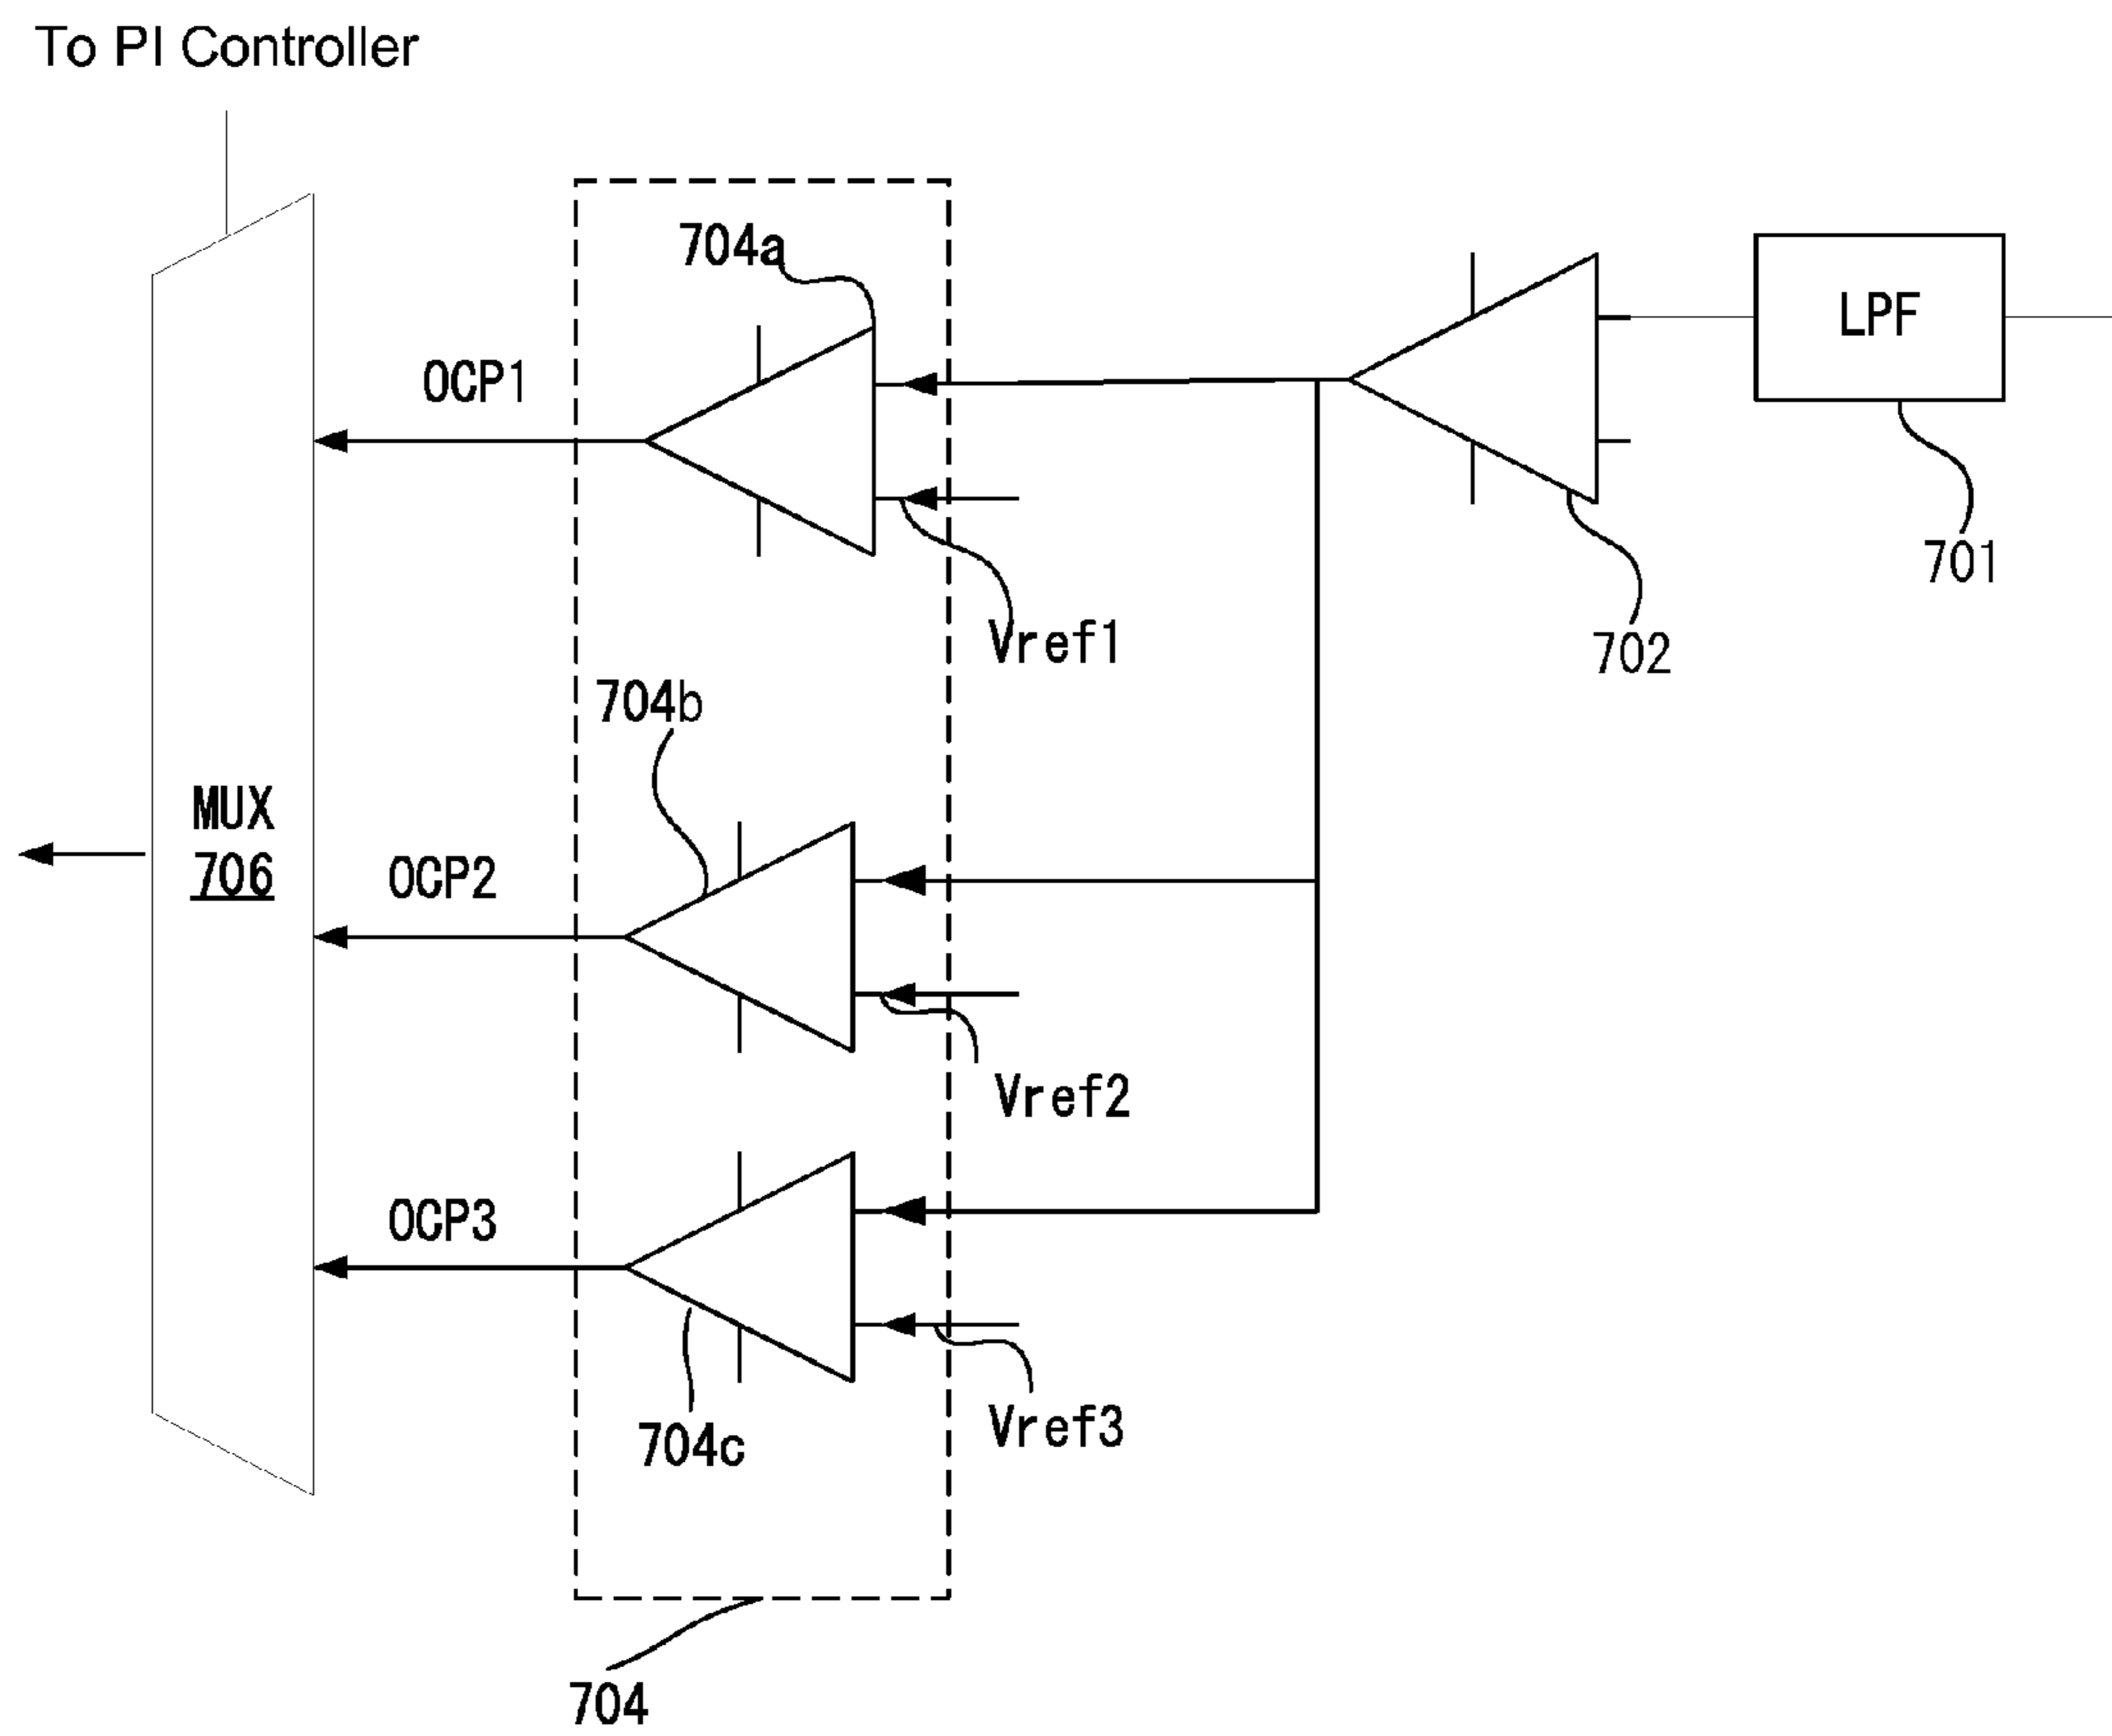 To PI Controller
704a
LPF
OCP1
701
Vref1
702
704b
MUX
706
OCP2
Vref2
OCP3
704c
Vref3
704